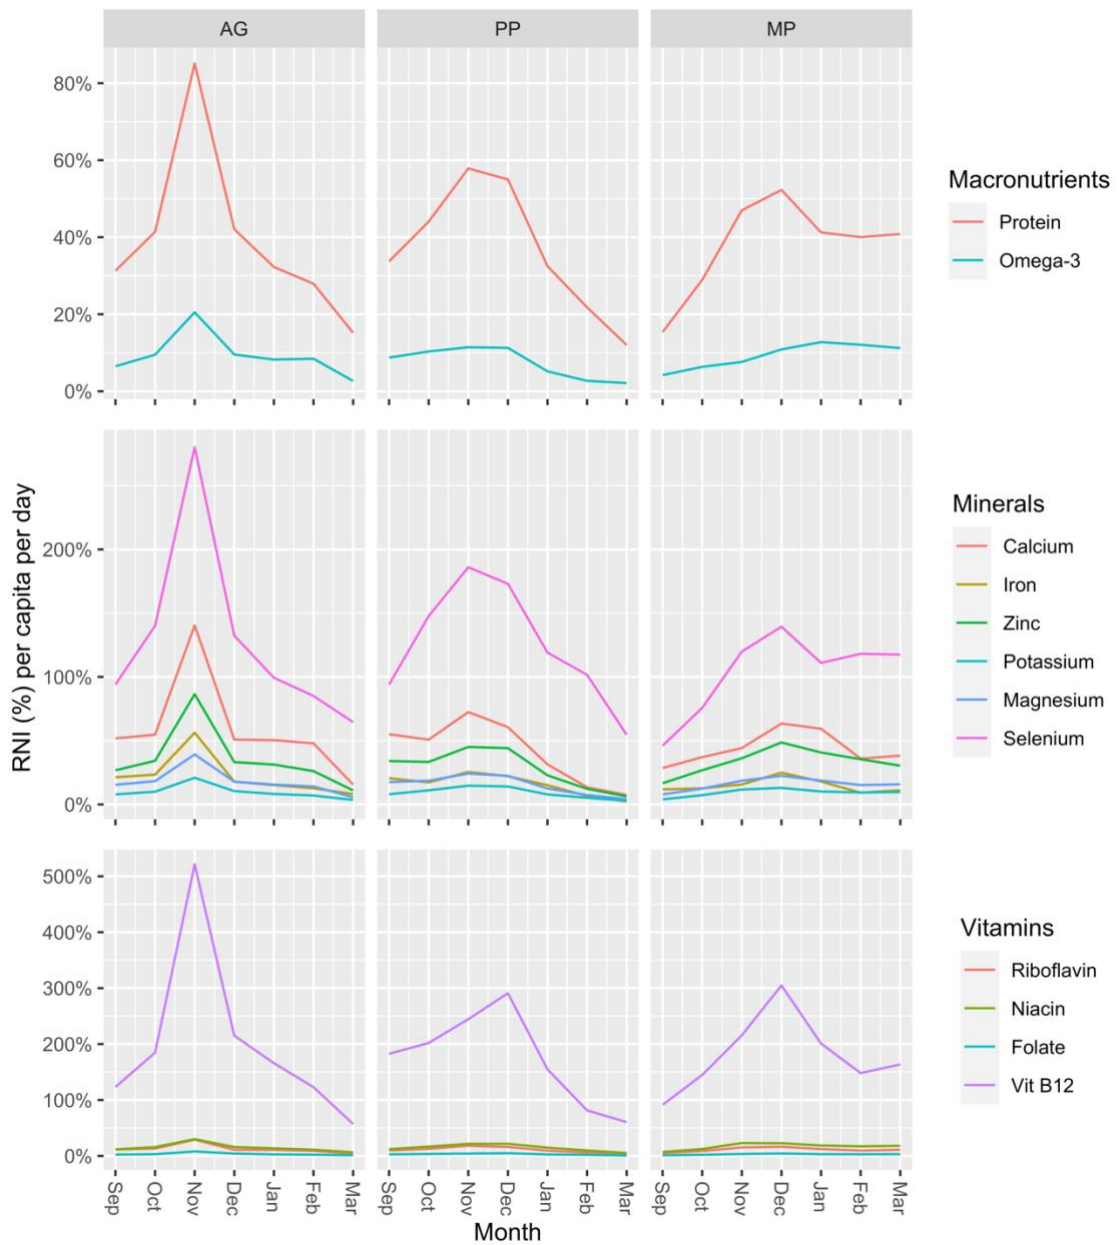 AG PP MP
80%
60%
40%
20%
0%
Macronutrients
Protein
Omega-3
RNI (%) per capita per day
200%
100%
0%
Minerals
Calcium
Iron
Zinc
Potassium
Magnesium
Selenium
500%
400%
300%
200%
100%
0%
Vitamins
Riboflavin
Niacin
Folate
Vit B12
Sep Oct Nov Dec Jan Feb Mar Sep Oct Nov Dec Jan Feb Mar Sep Oct Nov Dec Jan Feb Mar
Month